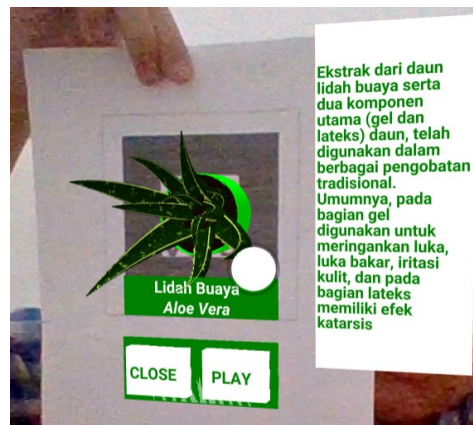 Lidah Buaya
Aloe Vera
CLOSE
PLAY
Ekstrak dari daun
lidah buaya serta
dua komponen
utama (gel dan
lateks) daun, telah
digunakan dalam
berbagai pengobatan
tradisional.
Umumnya, pada
bagian gel
digunakan untuk
meringankan luka,
luka bakar, iritasi
kulit, dan pada
bagian lateks
memiliki efek
katarsis